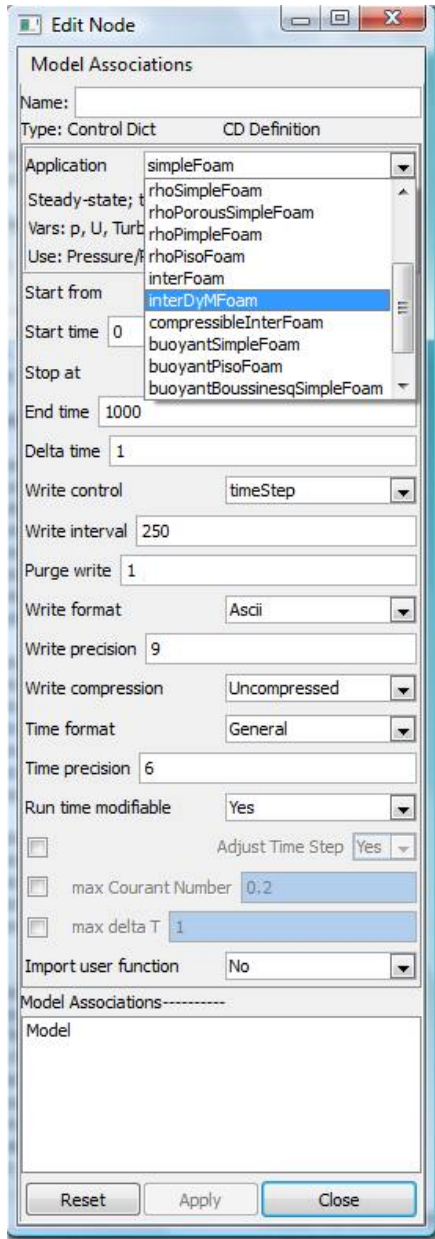 Edit Node
Model Associations
Name:
Type: Control Dict CD Definition
Application simpleFoam
rhoSimpleFoam
Steady-state; t
rhoPorousSimpleFoam
Vars: p, U, Turb
rhoPimpleFoam
Use: Pressure/
rhoPisoFoam
interFoam
Start from
interDyMFoam
compressibleInterFoam
Start time 0
buoyantSimpleFoam
buoyantPisoFoam
Stop at
buoyantBoussinesqSimpleFoam
End time 1000
Delta time 1
Write control timeStep
Write interval 250
Purge write 1
Write format Ascii
Write precision 9
Write compression Uncompressed
Time format General
Time precision 6
Run time modifiable Yes
Adjust Time Step Yes
max Courant Number 0.2
max delta T 1
Import user function No
Model Associations----------
Model
Reset Apply Close